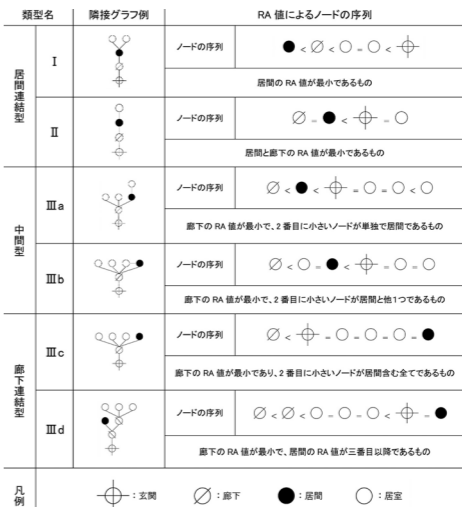 類型名 隣接グラフ例 RA 値によるノードの序列
居間連結型
Ⅰ
ノードの序列
< < = <
居間の RA 値が最小であるもの
Ⅱ
ノードの序列
= < =
居間と廊下の RA 値が最小であるもの
中間型
Ⅲa
ノードの序列
< < = = <
廊下の RA 値が最小で、2 番目に小さいノードが単独で居間であるもの
Ⅲb
ノードの序列
< = < = =
廊下の RA 値が最小で、2 番目に小さいノードが居間と他1つであるもの
廊下連結型
Ⅲc
ノードの序列
< = = = =
廊下の RA 値が最小であり、2 番目に小さいノードが居間含む全てであるもの
Ⅲd
ノードの序列
< < = = < =
廊下の RA 値が最小で、居間の RA 値が三番目以降であるもの
凡例
：玄関 ：廊下 ：居間 ：居室